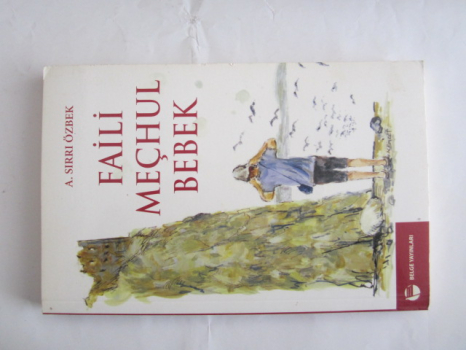 A. SIRRI ÖZBEK
FAİLİ
MEÇHUL
BEBEK
BELGE YAYINLARI